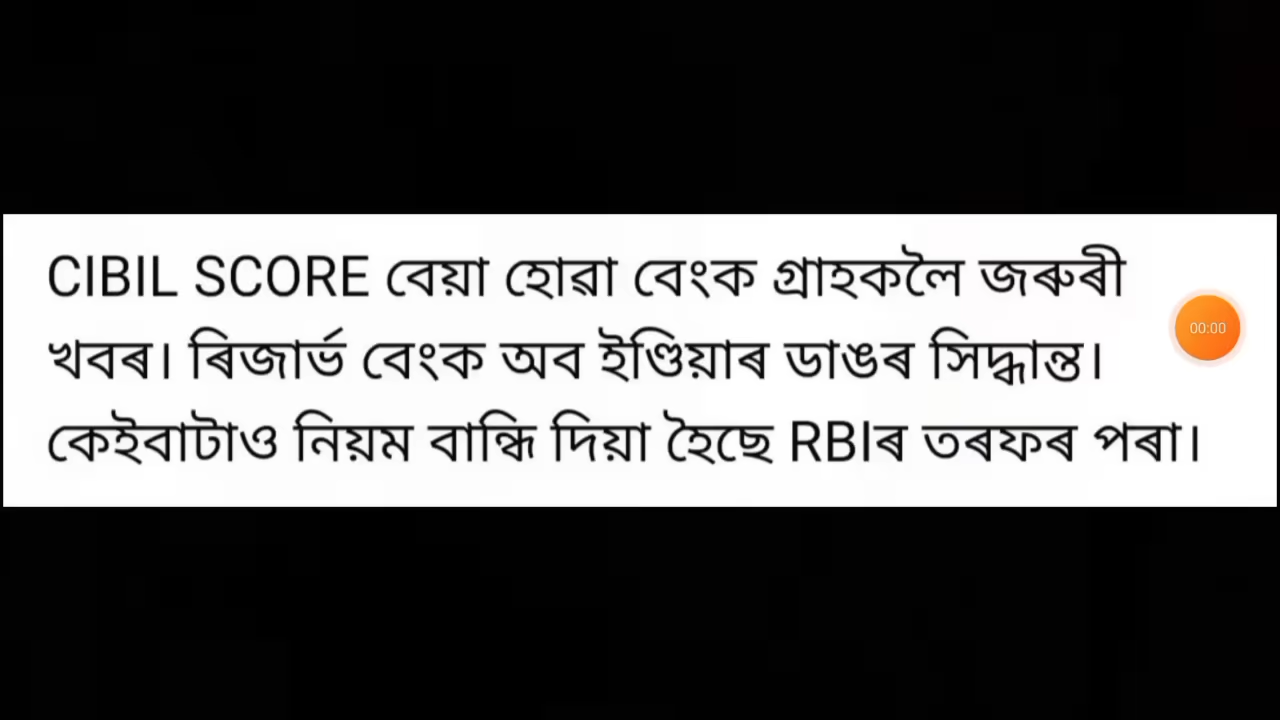 CIBIL SCORE বেয়া হোৱা বেংক গ্ৰাহকলৈ জৰুৰী
খবৰ। ৰিজাৰ্ভ বেংক অব ইণ্ডিয়াৰ ডাঙৰ সিদ্ধান্ত।
কেইবাটাও নিয়ম বান্ধি দিয়া হৈছে RBIৰ তৰফৰ পৰা।
00:00